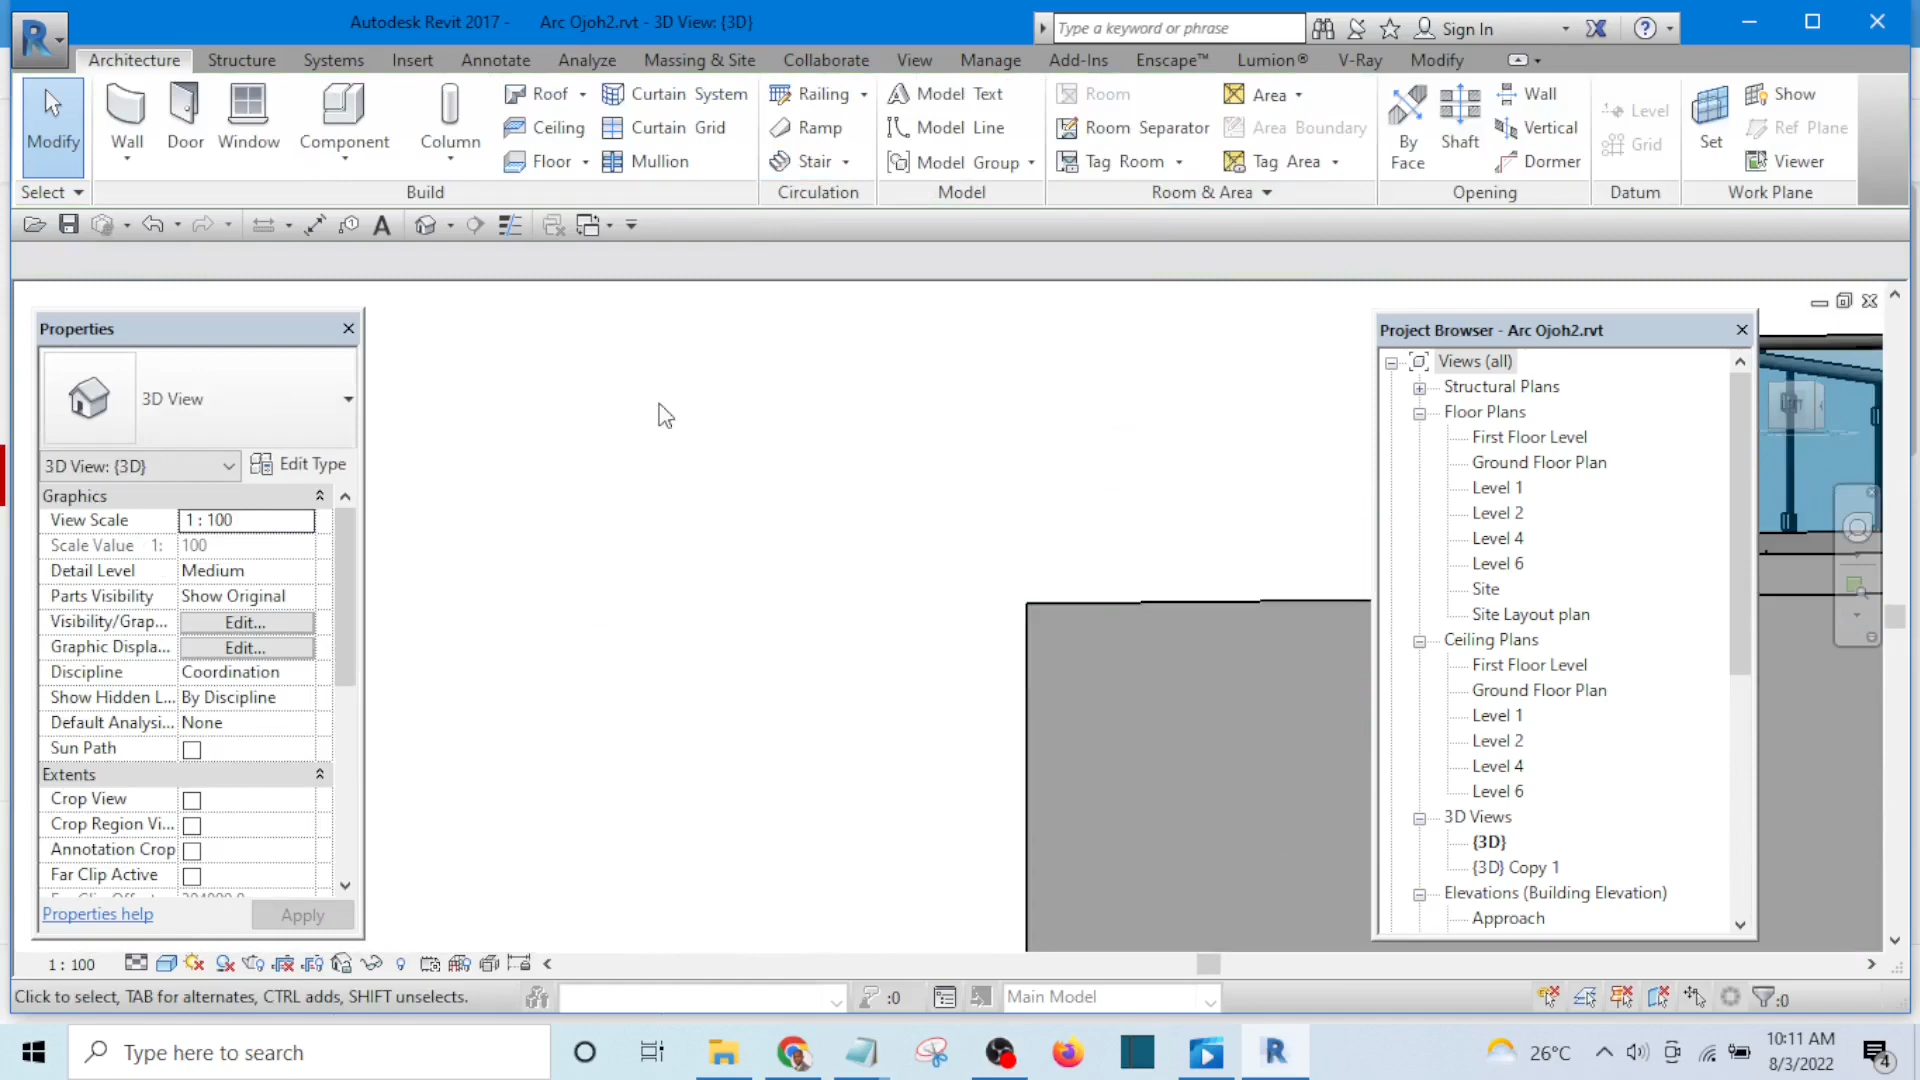 Autodesk Revit 2017 - Arc Ojoh2.rvt - 3D View: {3D}
Type a keyword or phrase
Sign In
Architecture Structure Systems Insert Annotate Analyze Massing & Site Collaborate View Manage Add-Ins Enscape™ Lumion® V-Ray Modify
Modify
Wall
Door
Window
Component
Column
Roof
Ceiling
Floor
Curtain System
Curtain Grid
Mullion
Railing
Ramp
Stair
Model Text
Model Line
Model Group
Room
Room Separator
Tag Room
Area
Area Boundary
Tag Area
By
Face
Shaft
Wall
Vertical
Dormer
Level
Grid
Set
Show
Ref Plane
Viewer
Select
Build
Circulation
Model
Room & Area
Opening
Datum
Work Plane
Properties
3D View
3D View: {3D}
Edit Type
Graphics
View Scale 1 : 100
Scale Value 1: 100
Detail Level Medium
Parts Visibility Show Original
Visibility/Grap... Edit...
Graphic Displa... Edit...
Discipline Coordination
Show Hidden L... By Discipline
Default Analysi... None
Sun Path
Extents
Crop View
Crop Region Vi...
Annotation Crop
Far Clip Active
Properties help
Apply
Project Browser - Arc Ojoh2.rvt
Views (all)
Structural Plans
Floor Plans
First Floor Level
Ground Floor Plan
Level 1
Level 2
Level 4
Level 6
Site
Site Layout plan
Ceiling Plans
First Floor Level
Ground Floor Plan
Level 1
Level 2
Level 4
Level 6
3D Views
{3D}
{3D} Copy 1
Elevations (Building Elevation)
Approach
1 : 100
Click to select, TAB for alternates, CTRL adds, SHIFT unselects.
:0
Main Model
:0
Type here to search
26°C
10:11 AM
8/3/2022
4